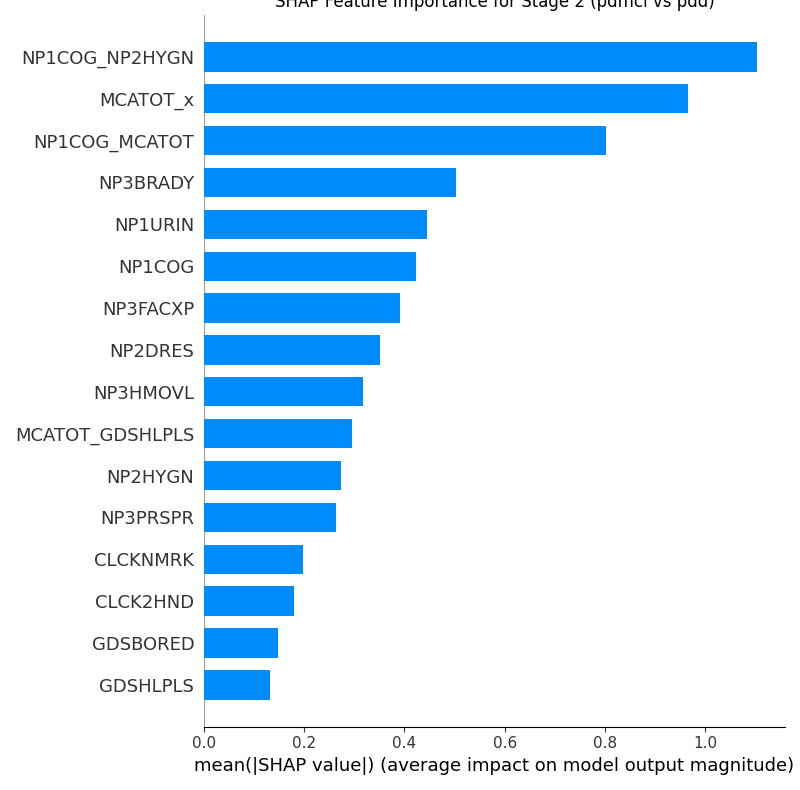 SHAP Feature Importance for Stage 2 (pdmci vs pdd)
NP1COG_NP2HYGN
MCATOT_x
NP1COG_MCATOT
NP3BRADY
NP1URIN
NP1COG
NP3FACXP
NP2DRES
NP3HMOVL
MCATOT_GDSHLPLS
NP2HYGN
NP3PRSPR
CLCKNMRK
CLCK2HND
GDSBORED
GDSHLPLS
0.0 0.2 0.4 0.6 0.8 1.0
mean(|SHAP value|) (average impact on model output magnitude)